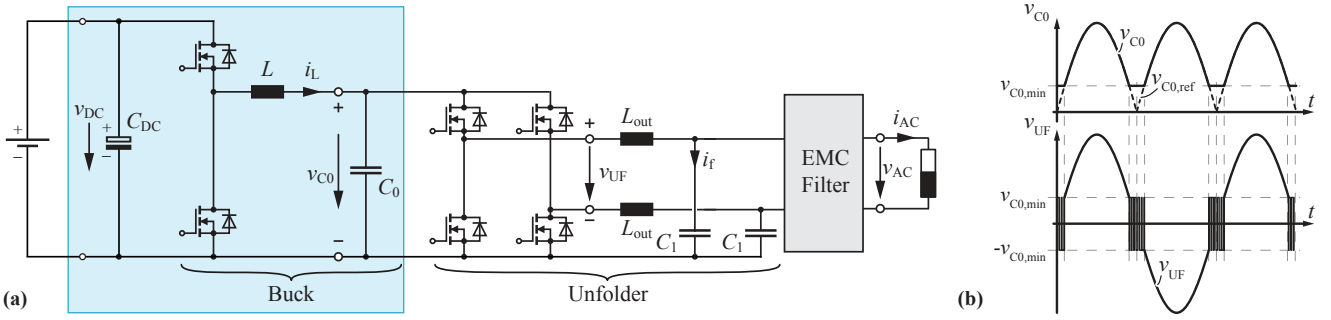 +
−
v_DC
C_DC
+
−
L
i_L
+
v_C0
−
C_0
Buck
+
v_UF
−
L_out
L_out
i_f
C_1
C_1
Unfolder
EMC
Filter
i_AC
v_AC
(a)
v_C0
v_C0
v_C0,min
v_C0,ref
t
v_UF
v_C0,min
t
-v_C0,min
v_UF
(b)